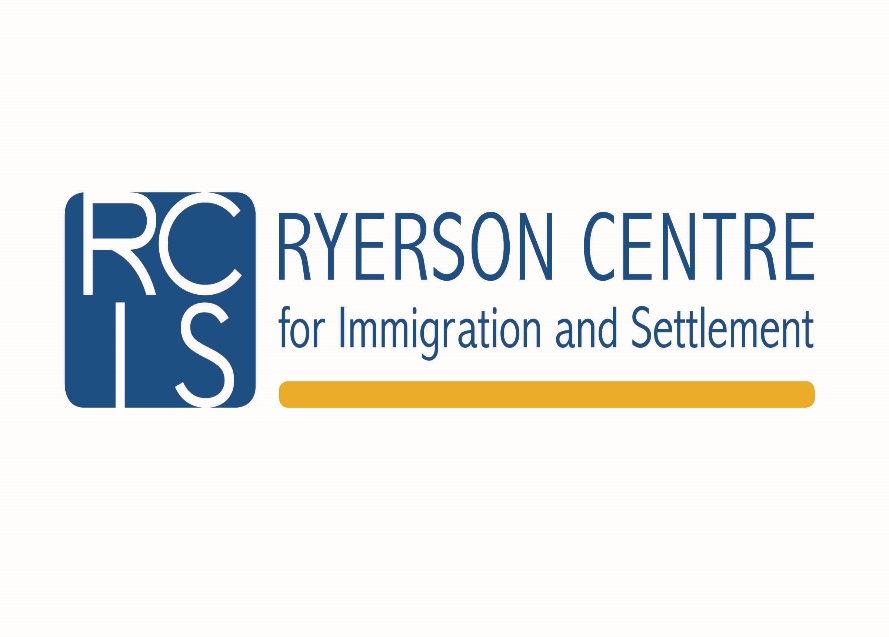 RC
IS
RYERSON CENTRE
for Immigration and Settlement